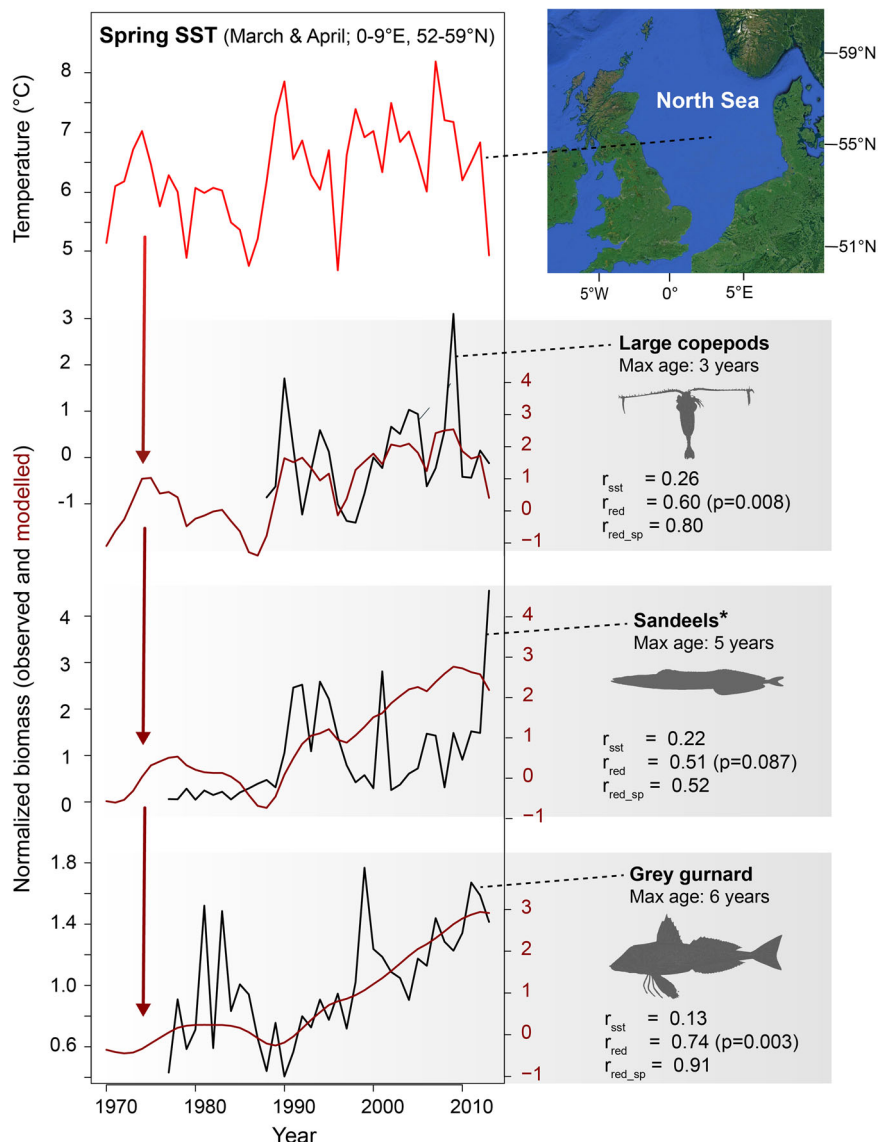 Spring SST (March & April; 0-9°E, 52-59°N)
Temperature (°C)
8
7
6
5
North Sea
59°N
55°N
51°N
5°W
0°
5°E
Normalized biomass (observed and modelled)
3
2
1
0
-1
4
3
2
1
0
−1
Large copepods
Max age: 3 years
r_sst = 0.26
r_red = 0.60 (p=0.008)
r_red_sp = 0.80
4
3
2
1
0
4
3
2
1
0
−1
Sandeels*
Max age: 5 years
r_sst = 0.22
r_red = 0.51 (p=0.087)
r_red_sp = 0.52
1.8
1.4
1.0
0.6
3
2
1
0
−1
Grey gurnard
Max age: 6 years
r_sst = 0.13
r_red = 0.74 (p=0.003)
r_red_sp = 0.91
1970
1980
1990
2000
2010
Year